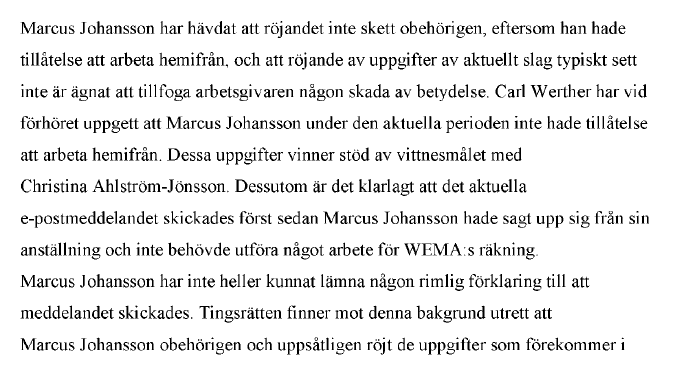 Marcus Johansson har hävdat att röjandet inte skett obehörigen, eftersom han hade
tillåtelse att arbeta hemifrån, och att röjande av uppgifter av aktuellt slag typiskt sett
inte är ägnat att tillfoga arbetsgivaren någon skada av betydelse. Carl Werther har vid
förhöret uppgett att Marcus Johansson under den aktuella perioden inte hade tillåtelse
att arbeta hemifrån. Dessa uppgifter vinner stöd av vittnesmålet med
Christina Ahlström-Jönsson. Dessutom är det klarlagt att det aktuella
e-postmeddelandet skickades först sedan Marcus Johansson hade sagt upp sig från sin
anställning och inte behövde utföra något arbete för WEMA:s räkning.
Marcus Johansson har inte heller kunnat lämna någon rimlig förklaring till att
meddelandet skickades. Tingsrätten finner mot denna bakgrund utrett att
Marcus Johansson obehörigen och uppsåtligen röjt de uppgifter som förekommer i